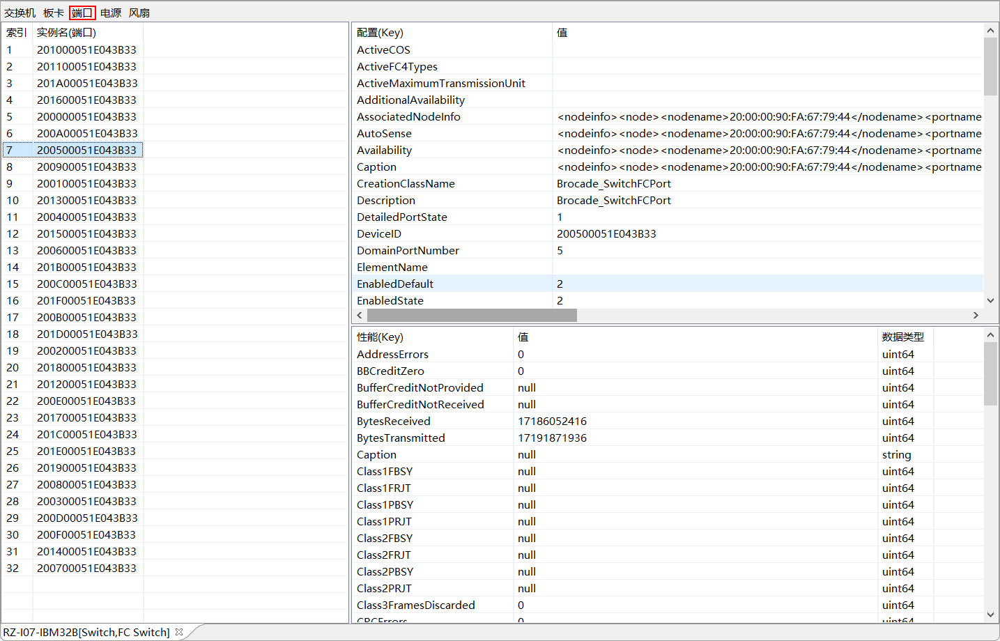 交换机 板卡 端口 电源 风扇
索引 实例名(端口)
1 201000051E043B33
2 201100051E043B33
3 201A00051E043B33
4 201600051E043B33
5 200000051E043B33
6 200A00051E043B33
7 200500051E043B33
8 200900051E043B33
9 200100051E043B33
10 201300051E043B33
11 200400051E043B33
12 201500051E043B33
13 200600051E043B33
14 201B00051E043B33
15 200C00051E043B33
16 201F00051E043B33
17 200B00051E043B33
18 201D00051E043B33
19 200200051E043B33
20 201800051E043B33
21 201200051E043B33
22 200E00051E043B33
23 201700051E043B33
24 201C00051E043B33
25 201E00051E043B33
26 201900051E043B33
27 200800051E043B33
28 200300051E043B33
29 200D00051E043B33
30 200F00051E043B33
31 201400051E043B33
32 200700051E043B33
配置(Key) 值
ActiveCOS
ActiveFC4Types
ActiveMaximumTransmissionUnit
AdditionalAvailability
AssociatedNodeInfo <nodeinfo><node><nodename>20:00:00:90:FA:67:79:44</nodename><portname
AutoSense <nodeinfo><node><nodename>20:00:00:90:FA:67:79:44</nodename><portname
Availability <nodeinfo><node><nodename>20:00:00:90:FA:67:79:44</nodename><portname
Caption <nodeinfo><node><nodename>20:00:00:90:FA:67:79:44</nodename><portname
CreationClassName Brocade_SwitchFCPort
Description Brocade_SwitchFCPort
DetailedPortState 1
DeviceID 200500051E043B33
DomainPortNumber 5
ElementName
EnabledDefault 2
EnabledState 2
性能(Key) 值 数据类型
AddressErrors 0 uint64
BBCreditZero 0 uint64
BufferCreditNotProvided null uint64
BufferCreditNotReceived null uint64
BytesReceived 17186052416 uint64
BytesTransmitted 17191871936 uint64
Caption null string
Class1FBSY null uint64
Class1FRJT null uint64
Class1PBSY null uint64
Class1PRJT null uint64
Class2FBSY null uint64
Class2FRJT null uint64
Class2PBSY null uint64
Class2PRJT null uint64
Class3FramesDiscarded 0 uint64
CRCErrors 0 uint64
RZ-I07-IBM32B[Switch,FC Switch]